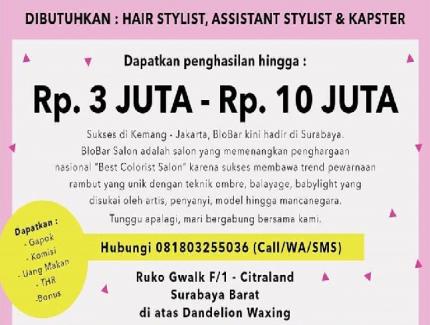 DIBUTUHKAN : HAIR STYLIST, ASSISTANT STYLIST & KAPSTER
Dapatkan penghasilan hingga :
Rp. 3 JUTA - Rp. 10 JUTA
Sukses di Kemang - Jakarta, BloBar kini hadir di Surabaya.
BloBar Salon adalah salon yang memenangkan penghargaan
nasional "Best Colorist Salon" karena sukses membawa trend pewarnaan
rambut yang unik dengan teknik ombre, balayage, babylight yang
disukai oleh artis, penyanyi, model hingga mancanegara.
Tunggu apalagi, mari bergabung bersama kami.
Dapatkan :
- Gapok
- Komisi
- Uang Makan
- THR
-Bonus
Hubungi 081803255036 (Call/WA/SMS)
Ruko Gwalk F/1 - Citraland
Surabaya Barat
di atas Dandelion Waxing